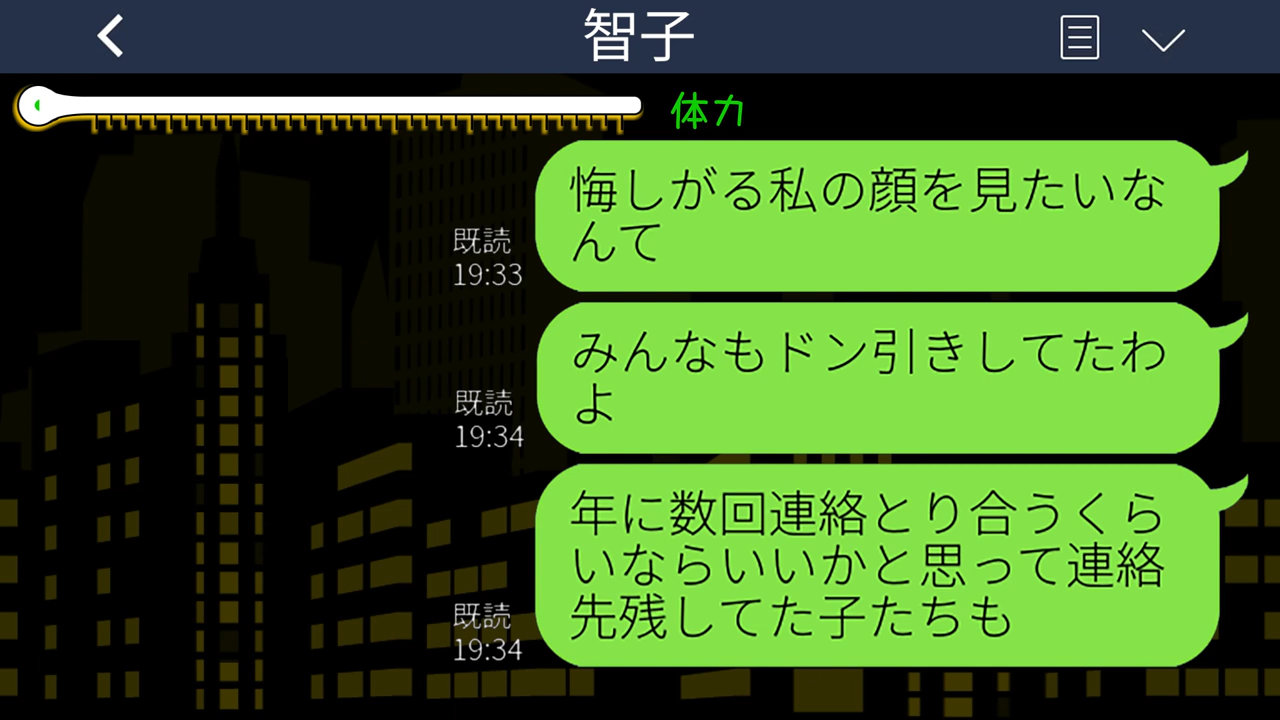 智子
体力
悔しがる私の顔を見たいな
んて
既読
19:33
みんなもドン引きしてたわ
よ
既読
19:34
年に数回連絡とり合うくら
いならいいかと思って連絡
先残してた子たちも
既読
19:34